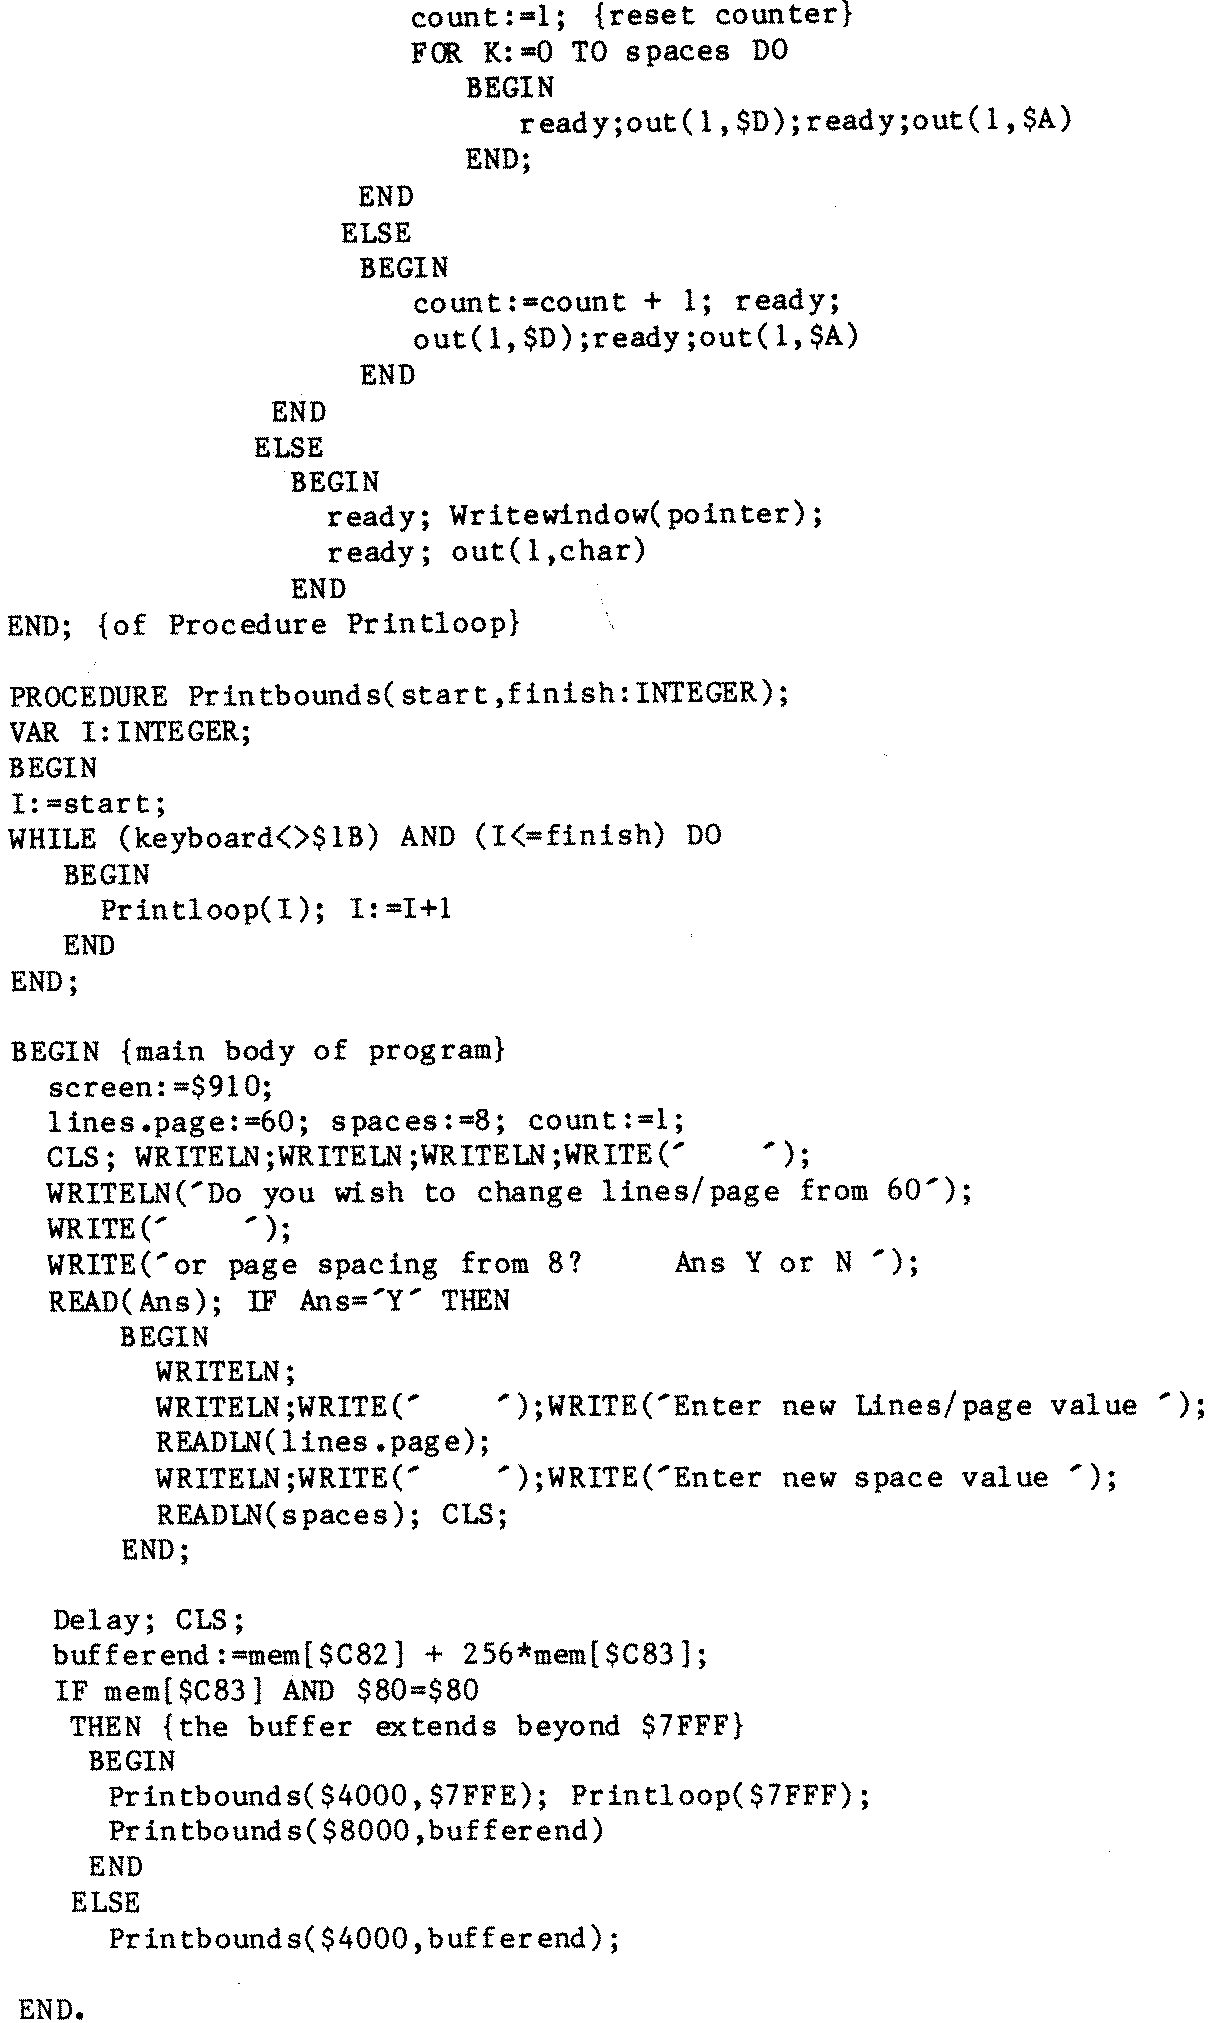 count:=1; {reset counter}
FOR K:=0 TO spaces DO
BEGIN
ready;out(1,$D);ready;out(1,$A)
END;
END
ELSE
BEGIN
count:=count + 1; ready;
out(1,$D);ready;out(1,$A)
END
END
ELSE
BEGIN
ready; Writewindow(pointer);
ready; out(1,char)
END
END; {of Procedure Printloop}
PROCEDURE Printbounds(start,finish:INTEGER);
VAR I:INTEGER;
BEGIN
I:=start;
WHILE (keyboard<>$1B) AND (I<=finish) DO
BEGIN
Printloop(I); I:=I+1
END
END;
BEGIN {main body of program}
screen:=$910;
lines.page:=60; spaces:=8; count:=1;
CLS; WRITELN;WRITELN;WRITELN;WRITE(´    ´);
WRITELN(´Do you wish to change lines/page from 60´);
WRITE(´    ´);
WRITE(´or page spacing from 8?     Ans Y or N ´);
READ(Ans); IF Ans=´Y´ THEN
BEGIN
WRITELN;
WRITELN;WRITE(´    ´);WRITE(´Enter new Lines/page value ´);
READLN(lines.page);
WRITELN;WRITE(´    ´);WRITE(´Enter new space value ´);
READLN(spaces); CLS;
END;
Delay; CLS;
bufferend:=mem[$C82] + 256*mem[$C83];
IF mem[$C83] AND $80=$80
THEN {the buffer extends beyond $7FFF}
BEGIN
Printbounds($4000,$7FFE); Printloop($7FFF);
Printbounds($8000,bufferend)
END
ELSE
Printbounds($4000,bufferend);
END.